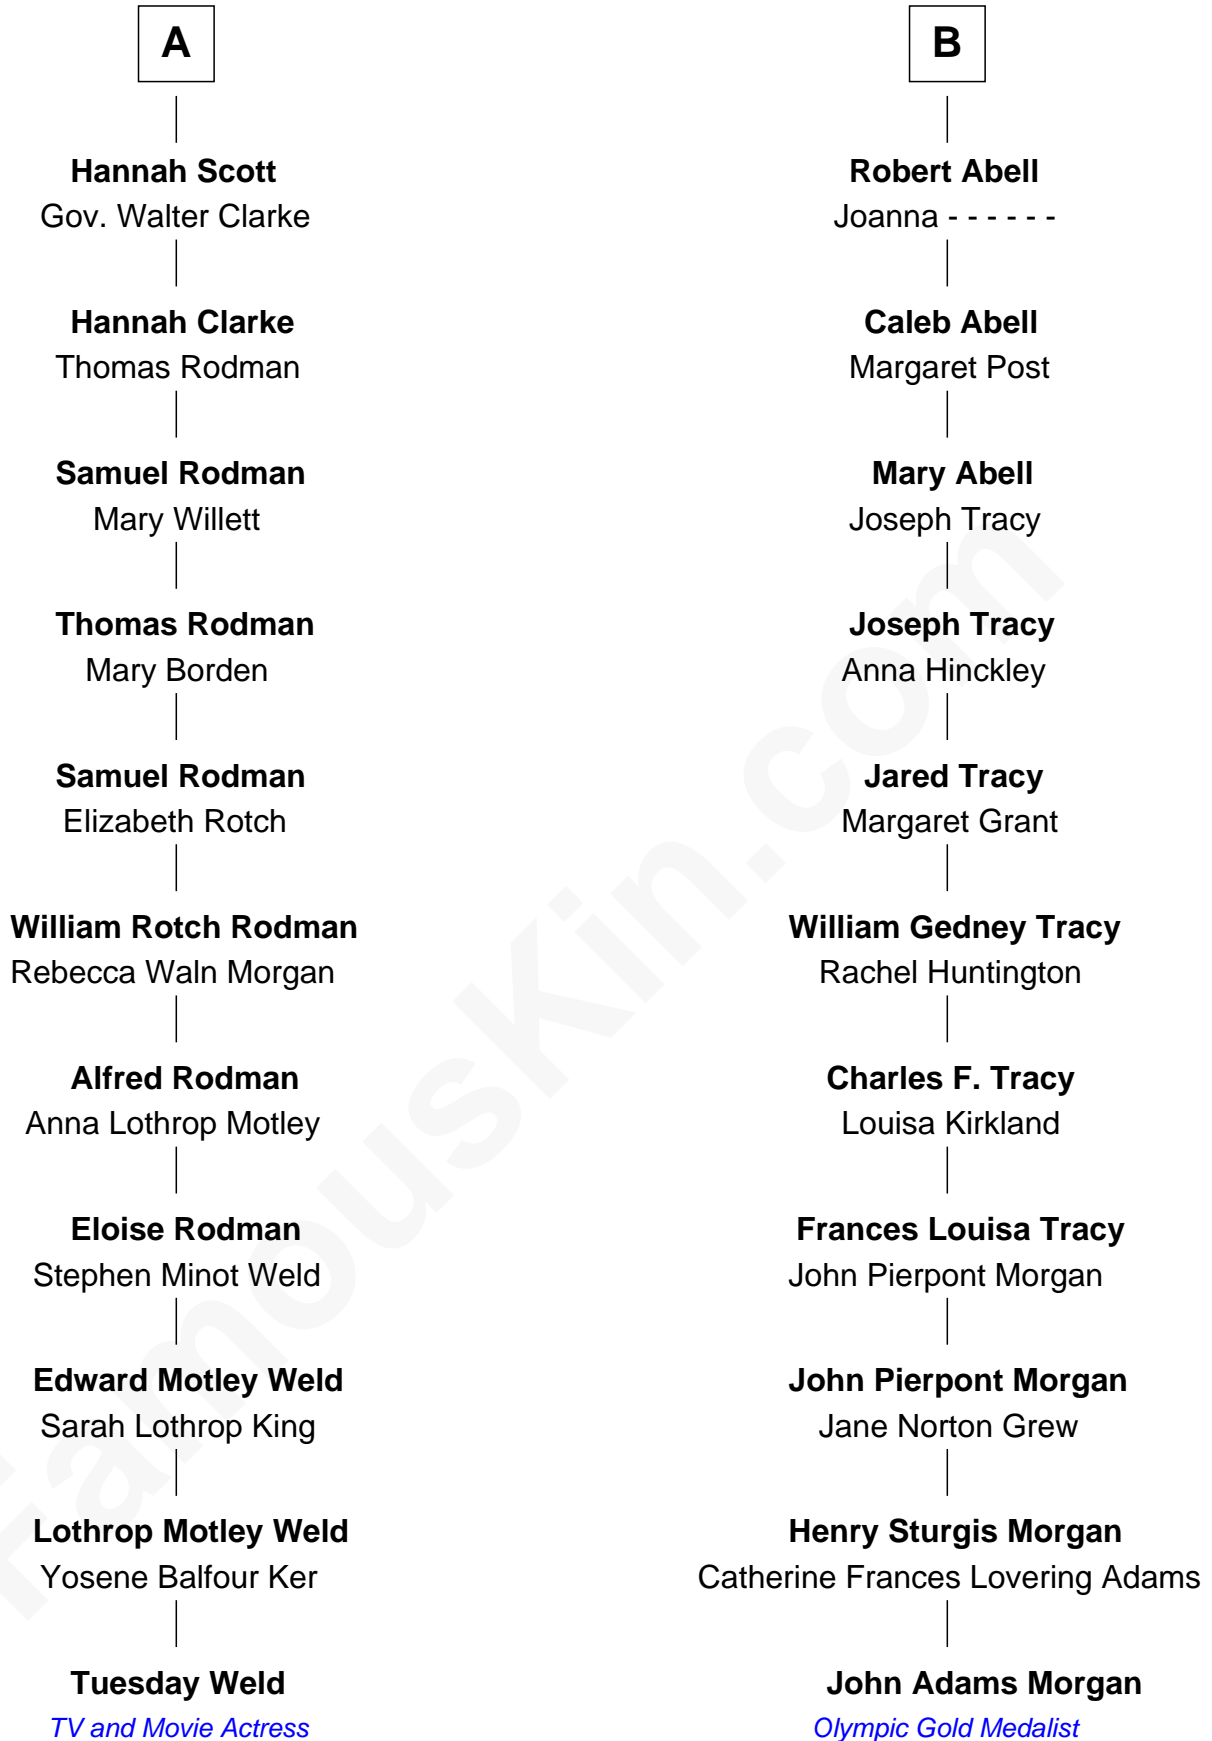 A
Hannah Scott
Gov. Walter Clarke
Hannah Clarke
Thomas Rodman
Samuel Rodman
Mary Willett
Thomas Rodman
Mary Borden
Samuel Rodman
Elizabeth Rotch
William Rotch Rodman
Rebecca Waln Morgan
Alfred Rodman
Anna Lothrop Motley
Eloise Rodman
Stephen Minot Weld
Edward Motley Weld
Sarah Lothrop King
Lothrop Motley Weld
Yosene Balfour Ker
Tuesday Weld
TV and Movie Actress
B
Robert Abell
Joanna - - - - - -
Caleb Abell
Margaret Post
Mary Abell
Joseph Tracy
Joseph Tracy
Anna Hinckley
Jared Tracy
Margaret Grant
William Gedney Tracy
Rachel Huntington
Charles F. Tracy
Louisa Kirkland
Frances Louisa Tracy
John Pierpont Morgan
John Pierpont Morgan
Jane Norton Grew
Henry Sturgis Morgan
Catherine Frances Lovering Adams
John Adams Morgan
Olympic Gold Medalist
FamousKin.com